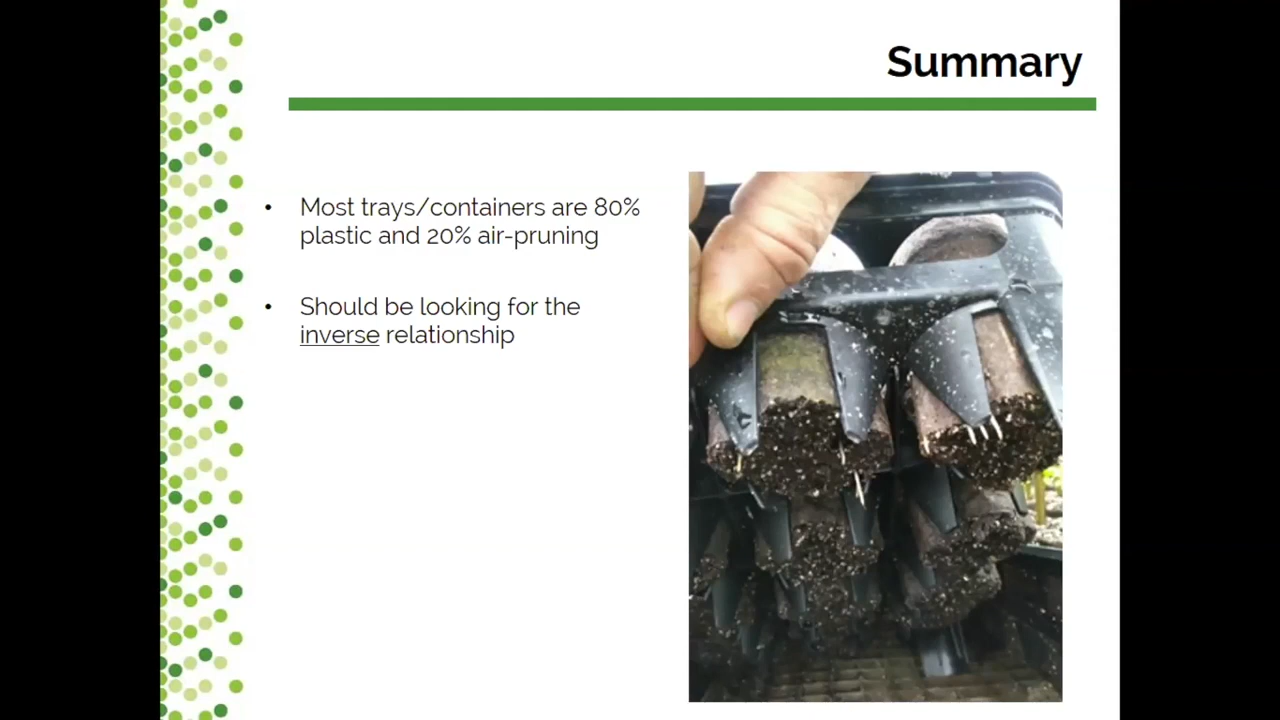 Summary
• Most trays/containers are 80%
plastic and 20% air-pruning
• Should be looking for the
inverse relationship